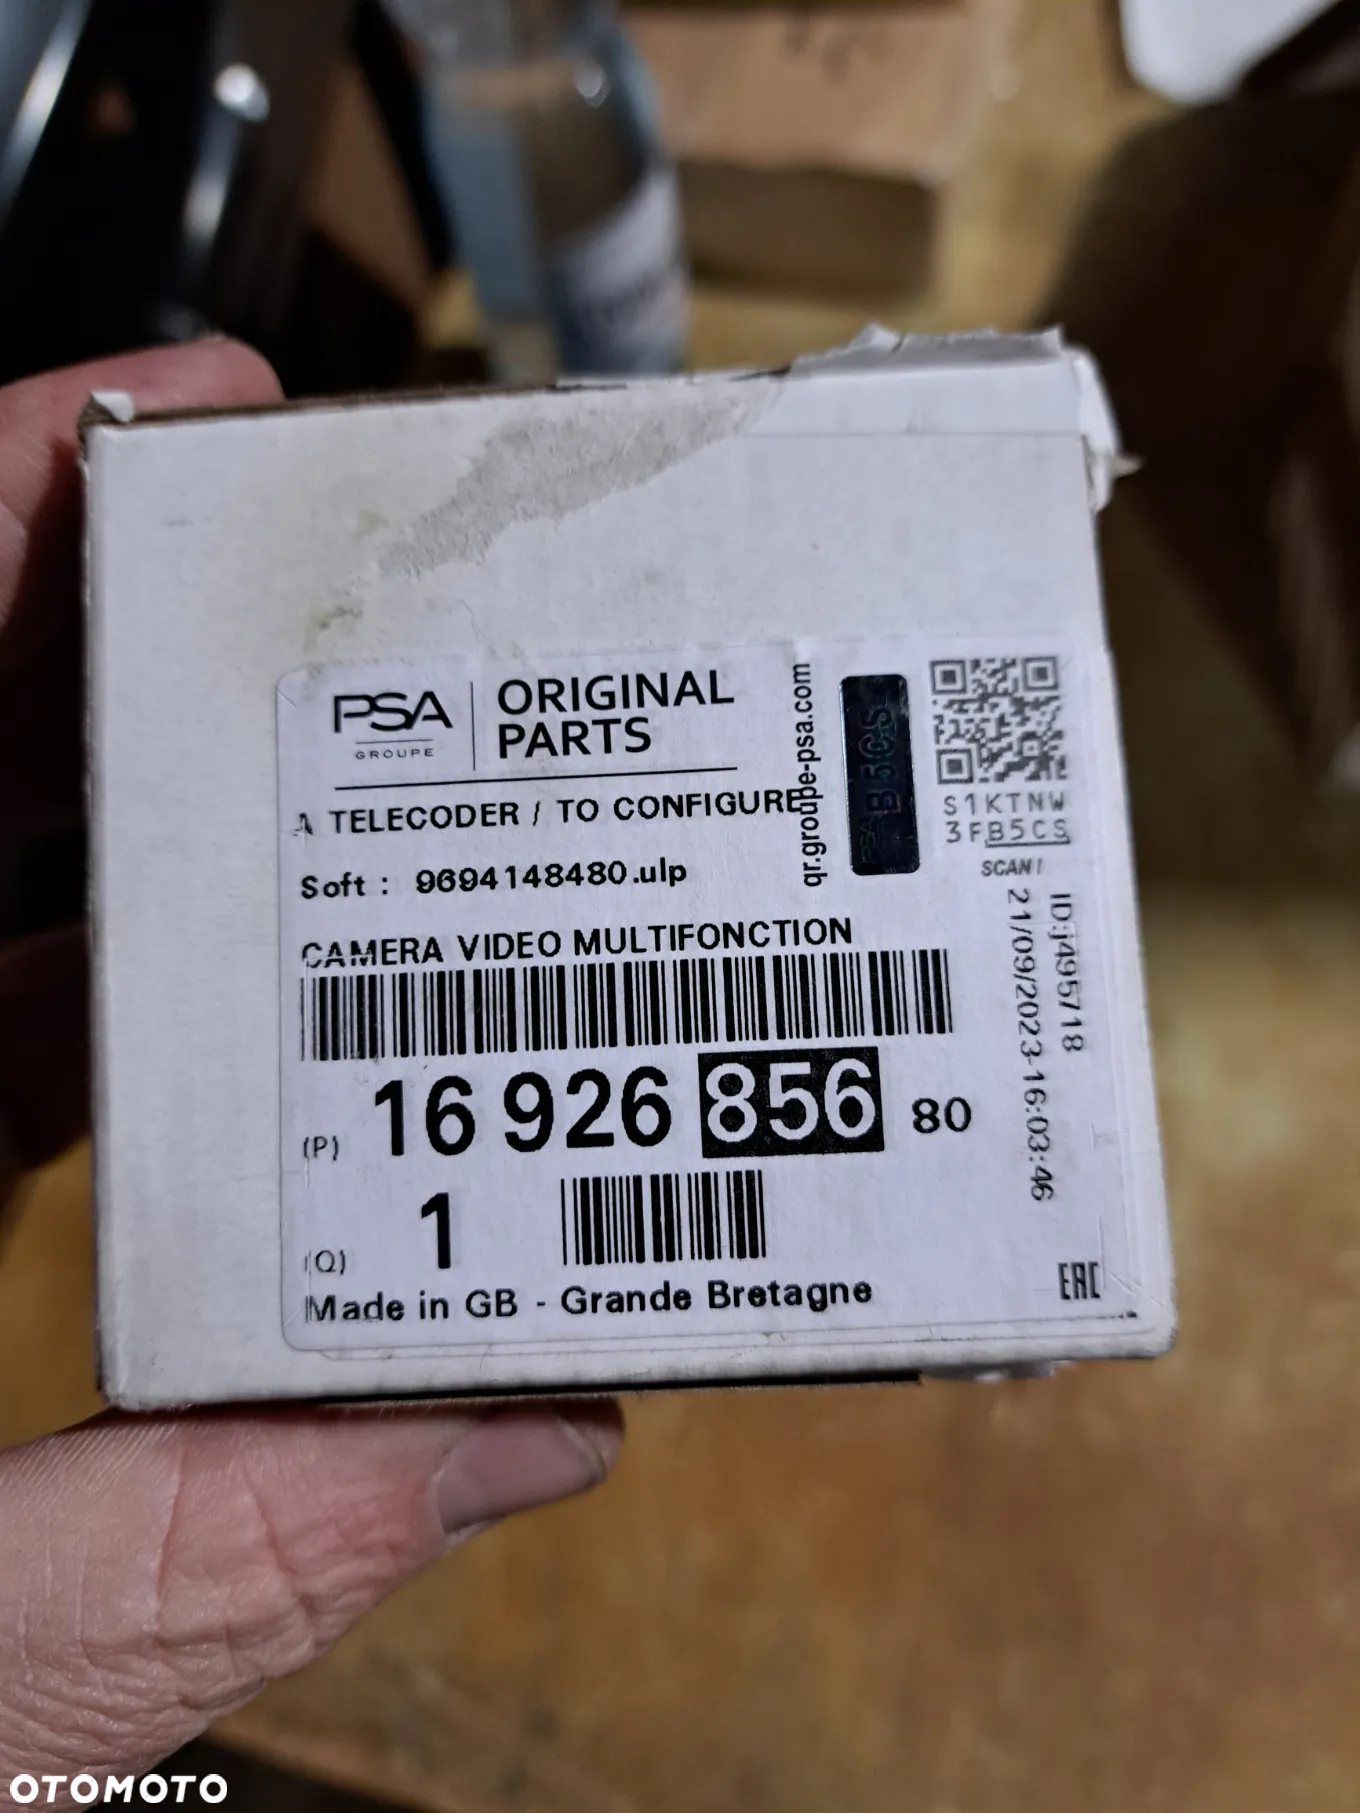 PSA
GROUPE
ORIGINAL
PARTS
qr.groupe-psa.com
PSA B5CS
S1KTNW
3FB5CS
SCAN!
A TELECODER / TO CONFIGURE
Soft : 9694148480.ulp
CAMERA VIDEO MULTIFONCTION
ID:j495718
21/09/2023-16:03:46
(P) 16 926 856 80
(Q) 1
Made in GB - Grande Bretagne
EAC
OTOMOTO